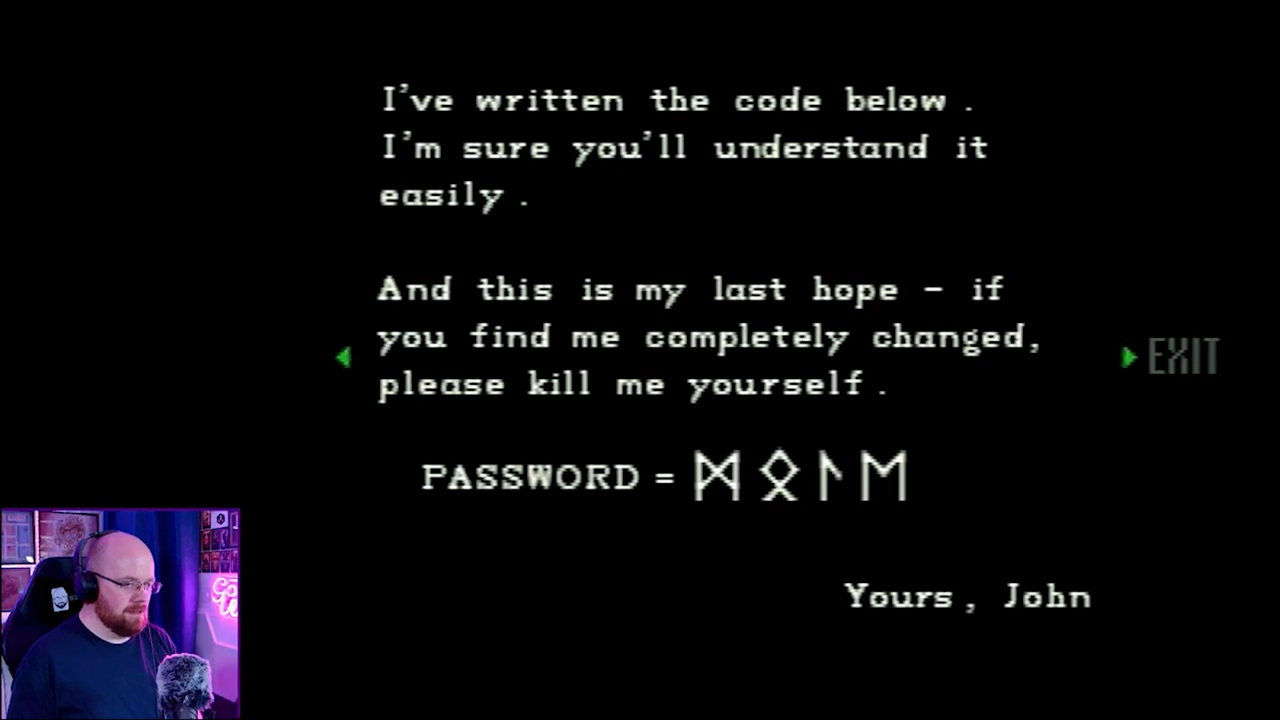 I've written the code below .
I'm sure you'll understand it
easily .
And this is my last hope - if
you find me completely changed,
please kill me yourself .
EXIT
PASSWORD = ᛞᛟᛚᛖ
Yours, John